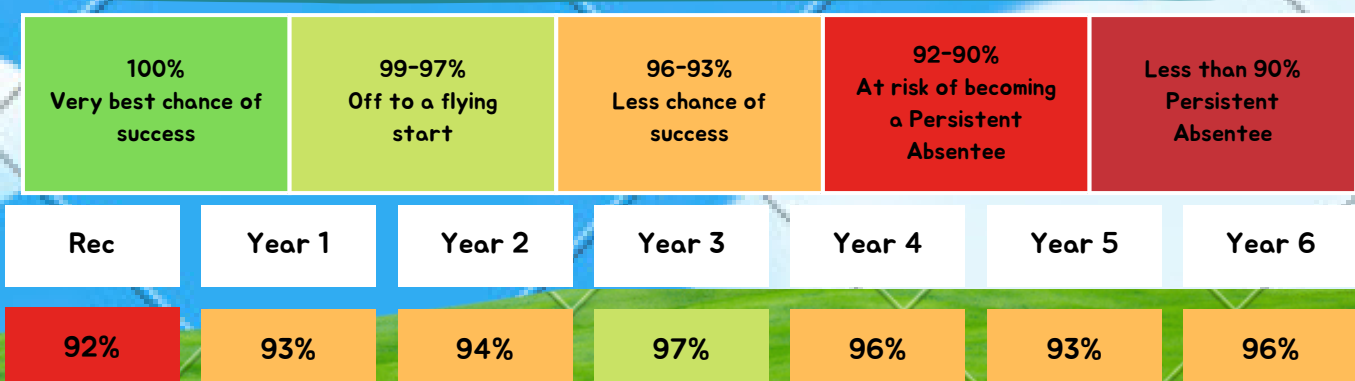 100%
Very best chance of
success
99-97%
Off to a flying
start
96-93%
Less chance of
success
92-90%
At risk of becoming
a Persistent
Absentee
Less than 90%
Persistent
Absentee
Rec
Year 1
Year 2
Year 3
Year 4
Year 5
Year 6
92%
93%
94%
97%
96%
93%
96%